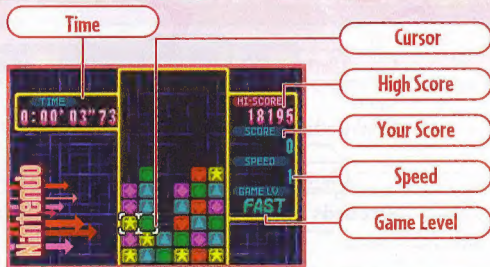 Time
Cursor
High Score
Your Score
Speed
Game Level
TIME
0:00'03"73
HI-SCORE
18195
SCORE
0
SPEED
1
GAME LV.
FAST
Nintendo